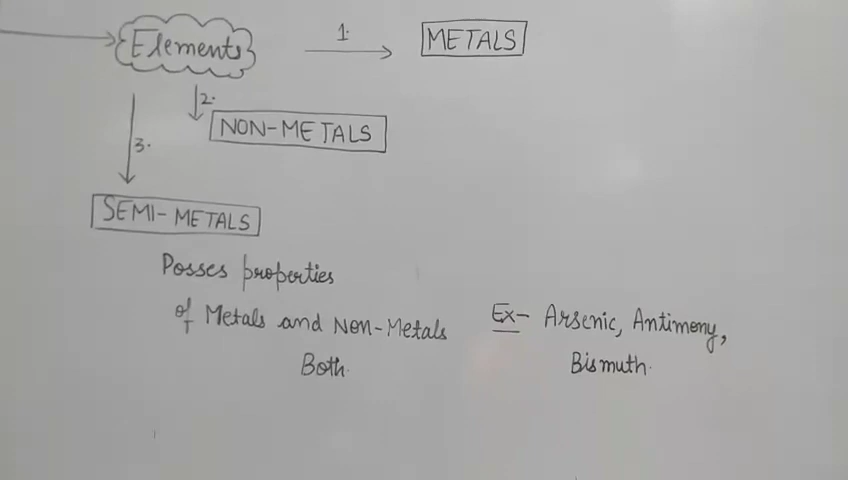 Elements
1.
METALS
2.
NON-METALS
3.
SEMI-METALS
Posses properties
of Metals and Non-Metals
Both.
Ex- Arsenic, Antimony,
Bismuth.